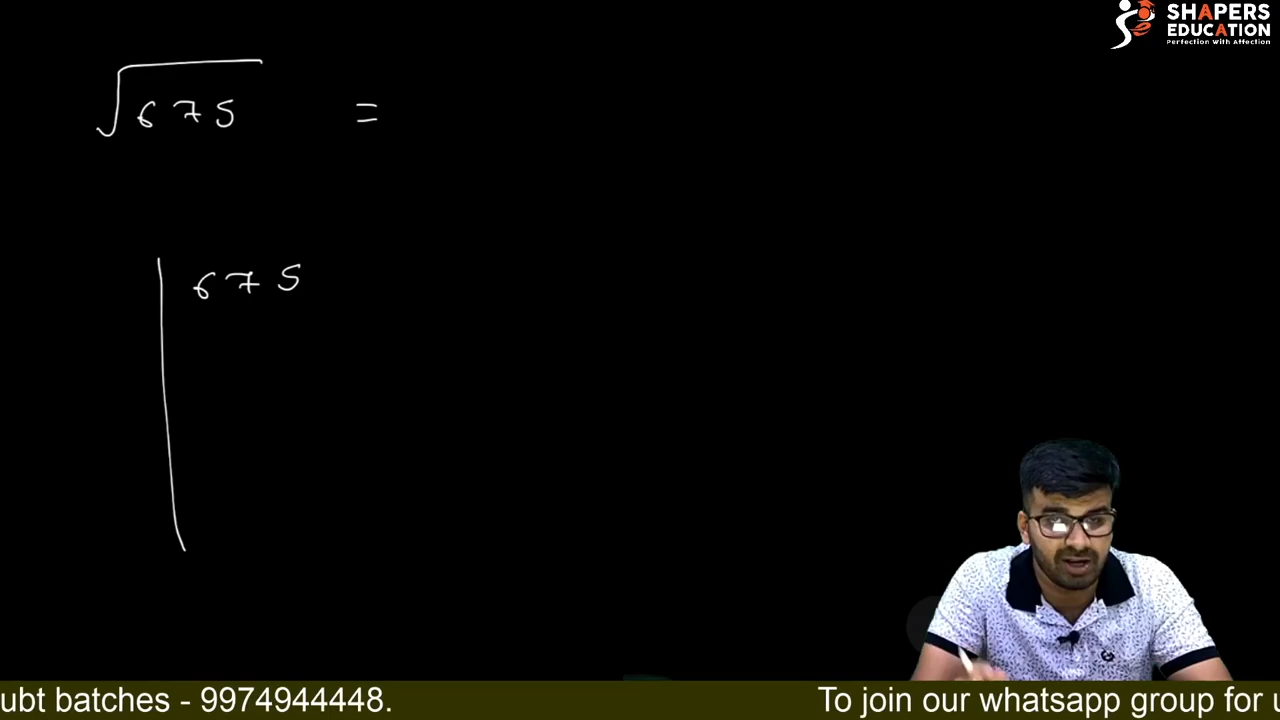 SHAPERS
EDUCATION
Perfection With Affection
√675 =
675
ubt batches - 9974944448. To join our whatsapp group for u